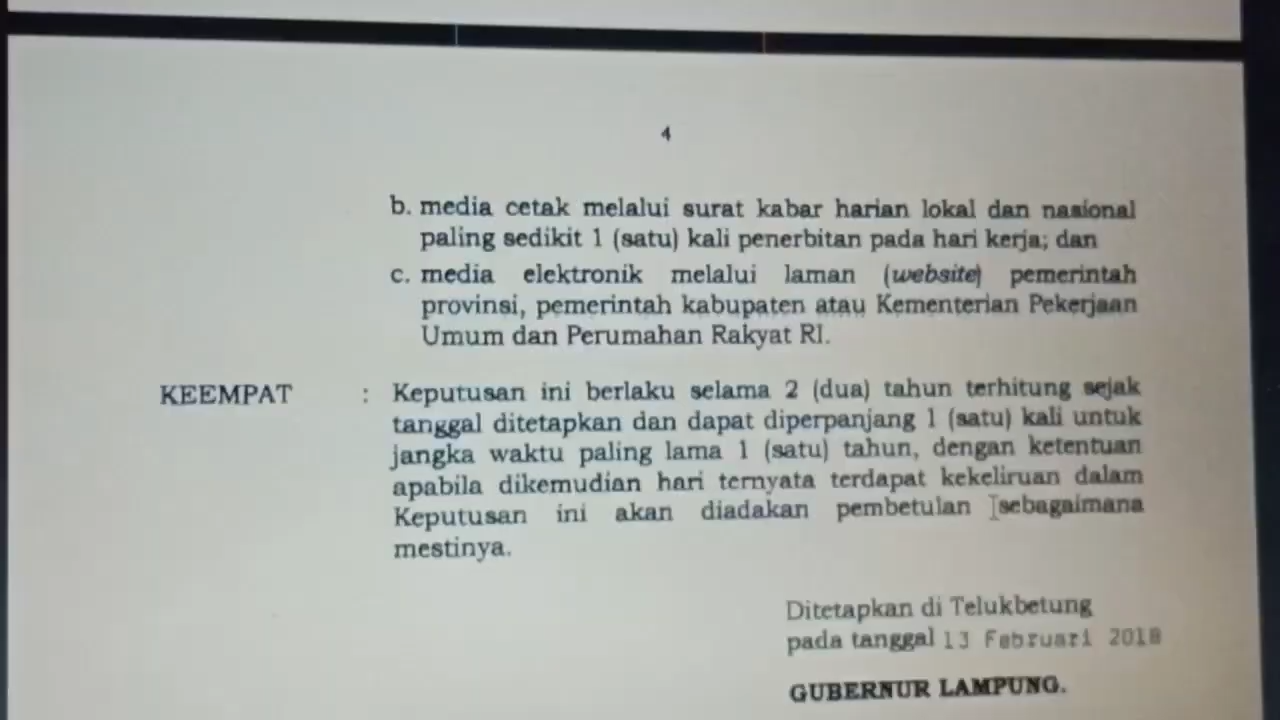 4
b. media cetak melalui surat kabar harian lokal dan nasional
paling sedikit 1 (satu) kali penerbitan pada hari kerja; dan
c. media elektronik melalui laman (website) pemerintah
provinsi, pemerintah kabupaten atau Kementerian Pekerjaan
Umum dan Perumahan Rakyat RI.
KEEMPAT : Keputusan ini berlaku selama 2 (dua) tahun terhitung sejak
tanggal ditetapkan dan dapat diperpanjang 1 (satu) kali untuk
jangka waktu paling lama 1 (satu) tahun, dengan ketentuan
apabila dikemudian hari ternyata terdapat kekeliruan dalam
Keputusan ini akan diadakan pembetulan sebagaimana
mestinya.
Ditetapkan di Telukbetung
pada tanggal 13 Februari 2018
GUBERNUR LAMPUNG.